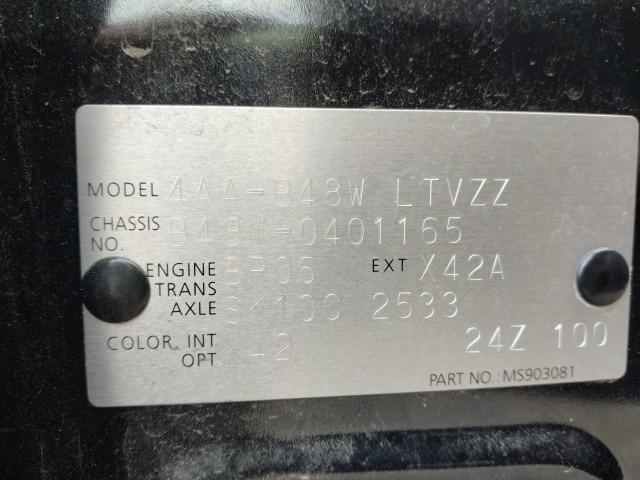 MODEL 4AA-B48W LTVZZ
CHASSIS NO. B48W-0401165
ENGINE BR06 EXT X42A
TRANS AXLE 2533
COLOR INT 42
OPT 24Z 100
PART NO.:MS903081